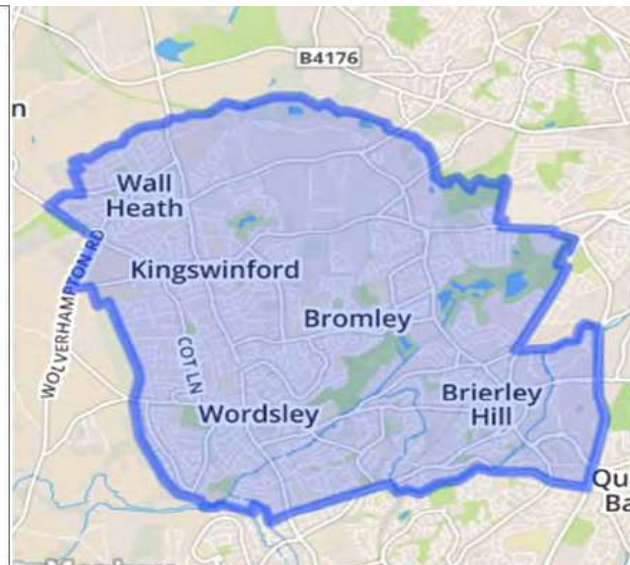 B4176
n
Wall
Heath
WOLVERHAMPTON RD
Kingswinford
Bromley
COT LN
Brierley
Hill
Wordsley
Qu
Ba